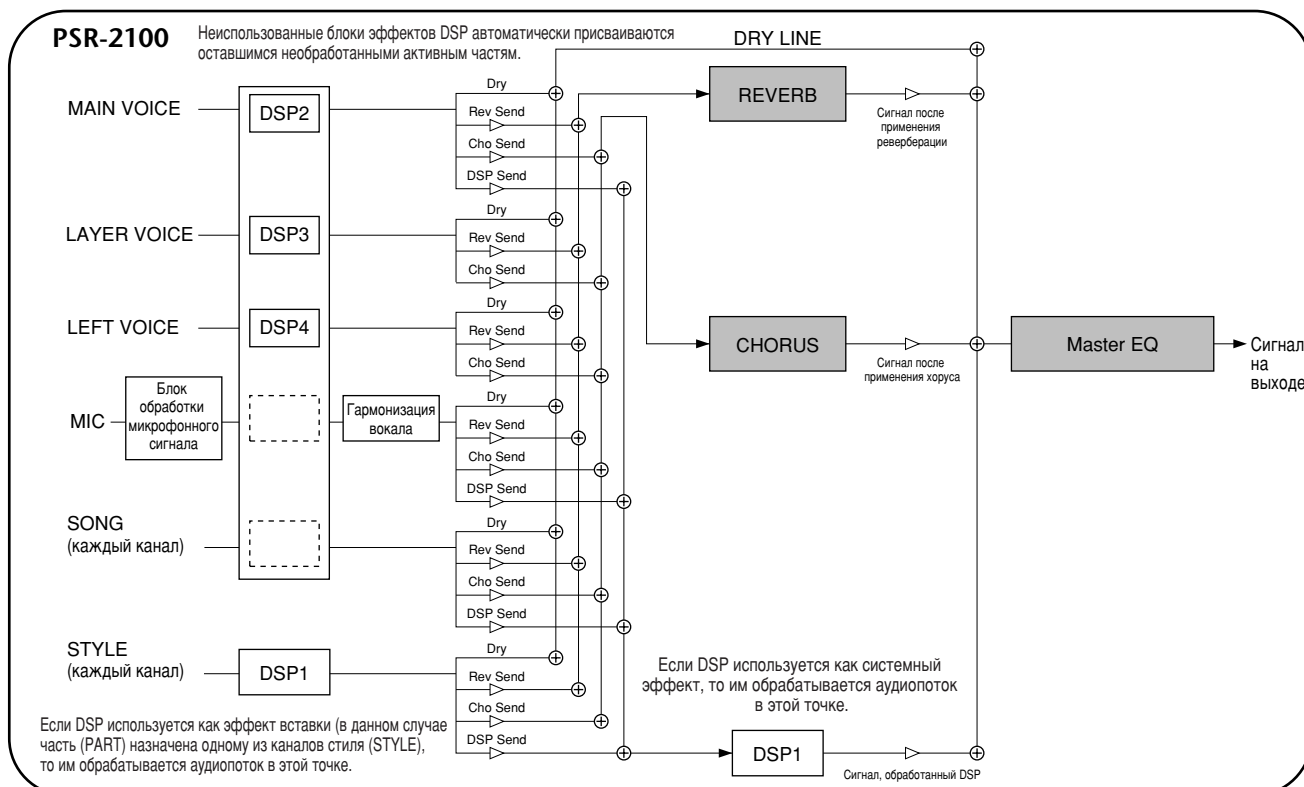 PSR-2100
Неиспользованные блоки эффектов DSP автоматически присваиваются
оставшимся необработанными активным частям.
DRY LINE
MAIN VOICE
DSP2
Dry
Rev Send
Cho Send
DSP Send
REVERB
Сигнал после
применения
реверберации
LAYER VOICE
DSP3
Dry
Rev Send
Cho Send
LEFT VOICE
DSP4
Dry
Rev Send
Cho Send
CHORUS
Сигнал после
применения хоруса
Master EQ
Сигнал
на
выходе
MIC
Блок
обработки
микрофонного
сигнала
Гармонизация
вокала
Dry
Rev Send
Cho Send
DSP Send
SONG
(каждый канал)
Dry
Rev Send
Cho Send
DSP Send
STYLE
(каждый канал)
DSP1
Dry
Rev Send
Cho Send
DSP Send
Если DSP используется как системный
эффект, то им обрабатывается аудиопоток
в этой точке.
DSP1
Сигнал, обработанный DSP
Если DSP используется как эффект вставки (в данном случае
часть (PART) назначена одному из каналов стиля (STYLE),
то им обрабатывается аудиопоток в этой точке.